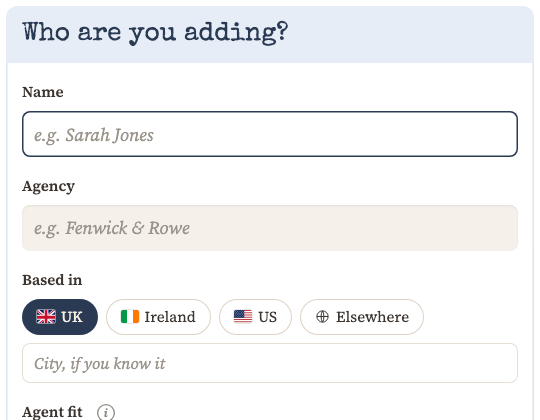 Who are you adding?
Name
e.g. Sarah Jones
Agency
e.g. Fenwick & Rowe
Based in
UK Ireland US Elsewhere
City, if you know it
Agent fit i